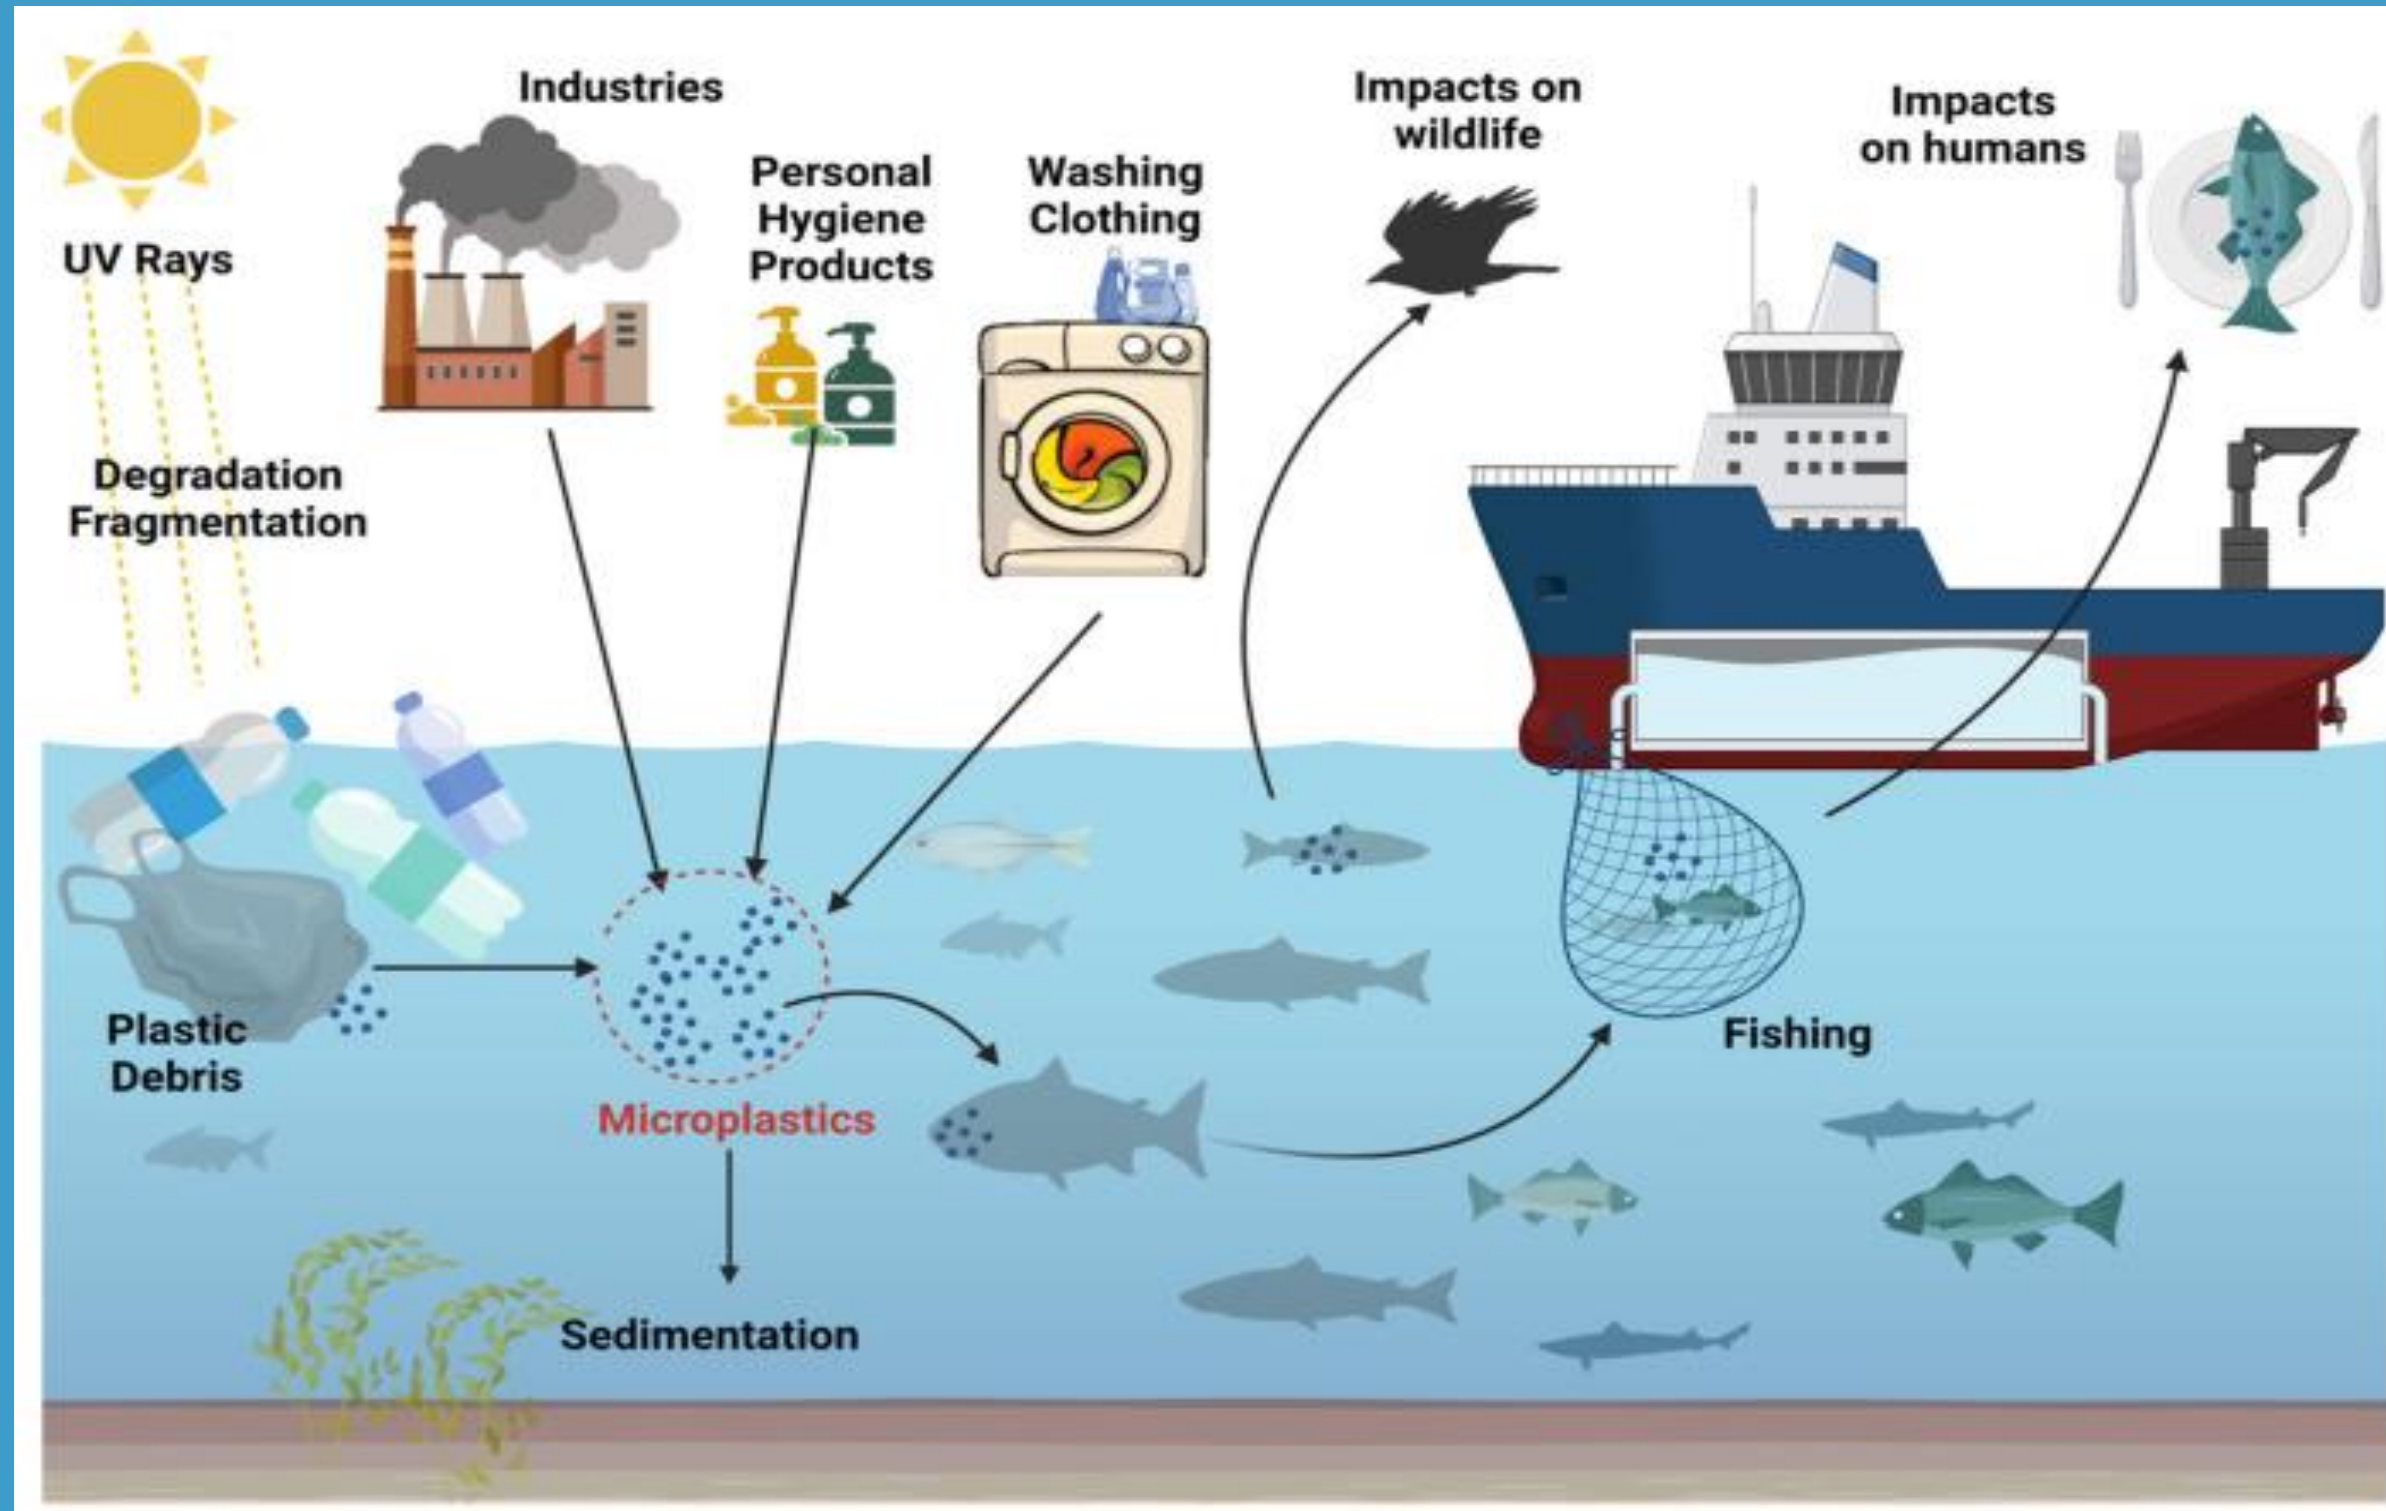 Industries
Impacts on
wildlife
Impacts
on humans
Personal
Hygiene
Products
Washing
Clothing
UV Rays
Degradation
Fragmentation
Plastic
Debris
Microplastics
Fishing
Sedimentation